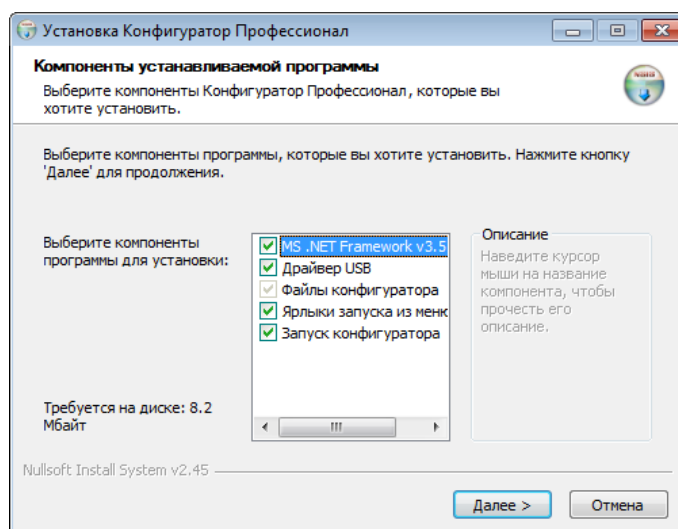 Установка Конфигуратор Профессионал
Компоненты устанавливаемой программы
Выберите компоненты Конфигуратор Профессионал, которые вы
хотите установить.
Выберите компоненты программы, которые вы хотите установить. Нажмите кнопку
'Далее' для продолжения.
Выберите компоненты
программы для установки:
MS .NET Framework v3.5
Драйвер USB
Файлы конфигуратора
Ярлыки запуска из меню
Запуск конфигуратора
Описание
Наведите курсор
мыши на название
компонента, чтобы
прочесть его
описание.
Требуется на диске: 8.2
Мбайт
Nullsoft Install System v2.45
Далее >
Отмена